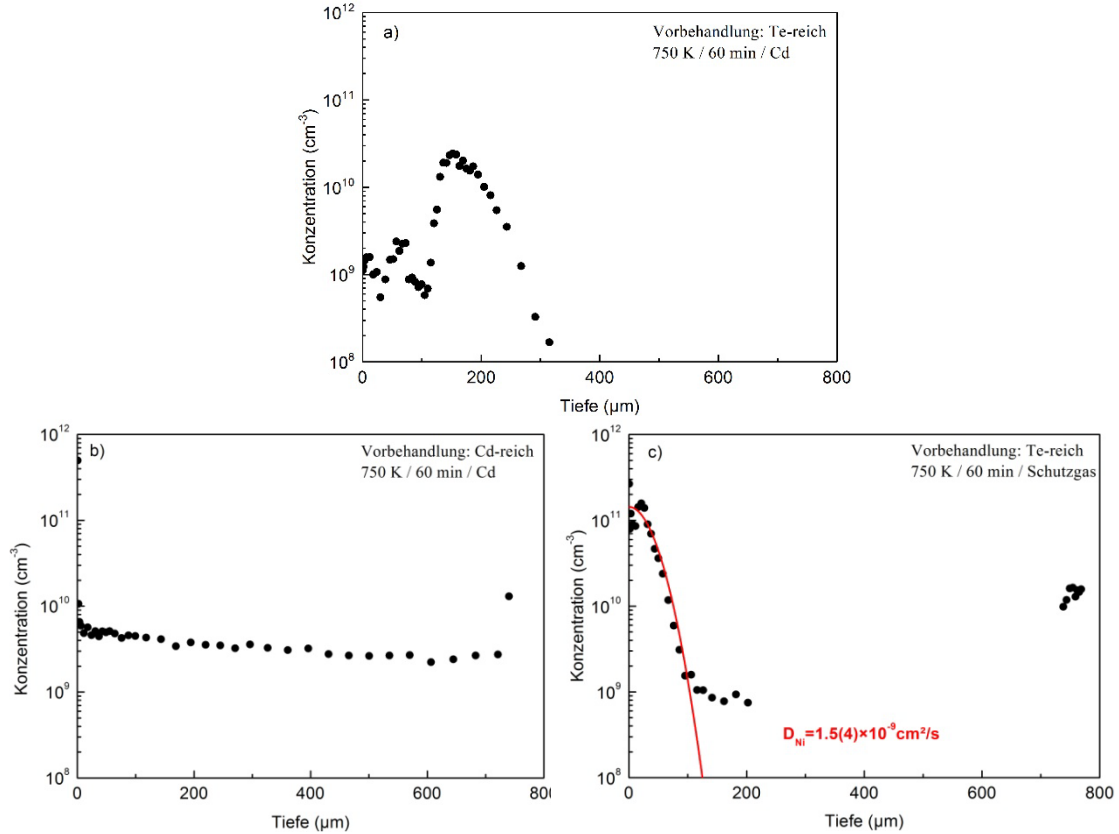 a)
Vorbehandlung: Te-reich
750 K / 60 min / Cd
10¹²
10¹¹
10¹⁰
10⁹
10⁸
Konzentration (cm⁻³)
0 200 400 600 800
Tiefe (µm)
b)
Vorbehandlung: Cd-reich
750 K / 60 min / Cd
10¹²
10¹¹
10¹⁰
10⁹
10⁸
Konzentration (cm⁻³)
0 200 400 600 800
Tiefe (µm)
c)
Vorbehandlung: Te-reich
750 K / 60 min / Schutzgas
10¹²
10¹¹
10¹⁰
10⁹
10⁸
Konzentration (cm⁻³)
D_Ni=1.5(4)×10⁻⁹cm²/s
0 200 400 600 800
Tiefe (µm)